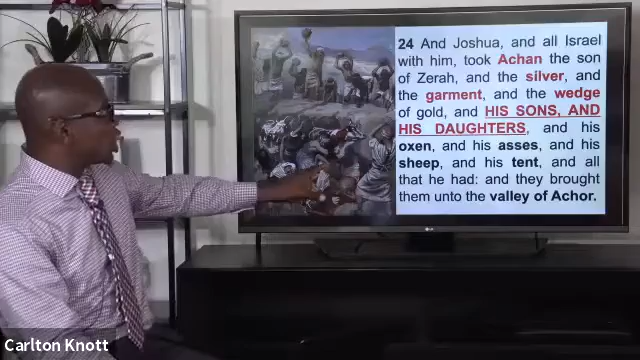 24 And Joshua, and all Israel
with him, took Achan the son
of Zerah, and the silver, and
the garment, and the wedge
of gold, and HIS SONS, AND
HIS DAUGHTERS, and his
oxen, and his asses, and his
sheep, and his tent, and all
that he had: and they brought
them unto the valley of Achor.
LG
Carlton Knott